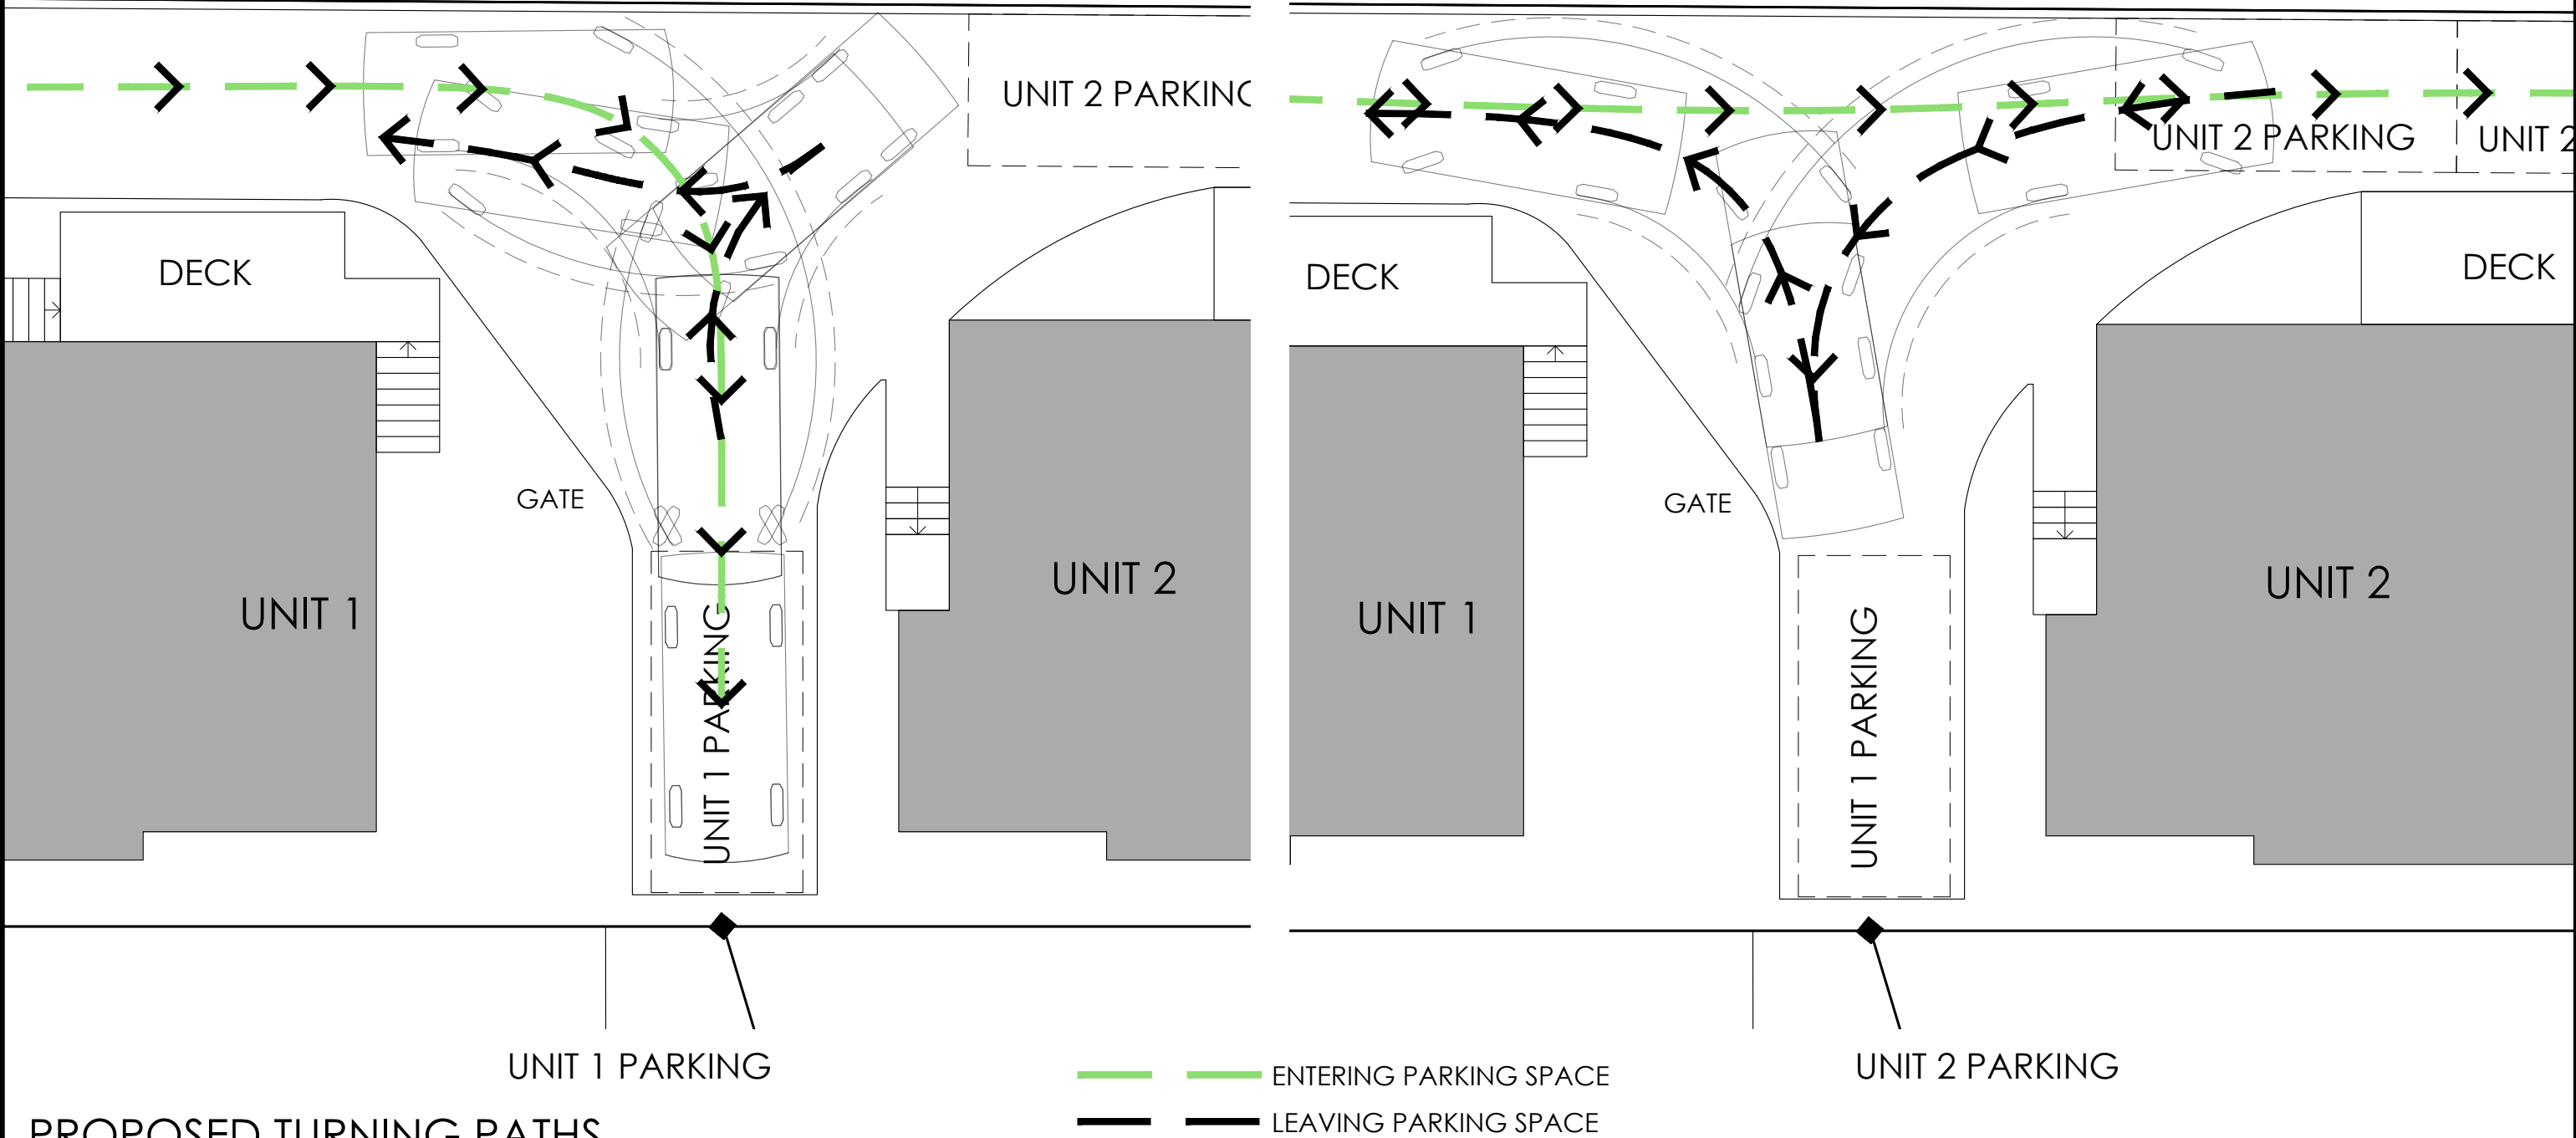 UNIT 2 PARKING
UNIT 2 PARKING
UNIT 2
DECK
DECK
DECK
GATE
GATE
UNIT 1
UNIT 2
UNIT 1
UNIT 2
UNIT 1 PARKING
UNIT 1 PARKING
UNIT 1 PARKING
UNIT 2 PARKING
ENTERING PARKING SPACE
LEAVING PARKING SPACE
PROPOSED TURNING PATHS